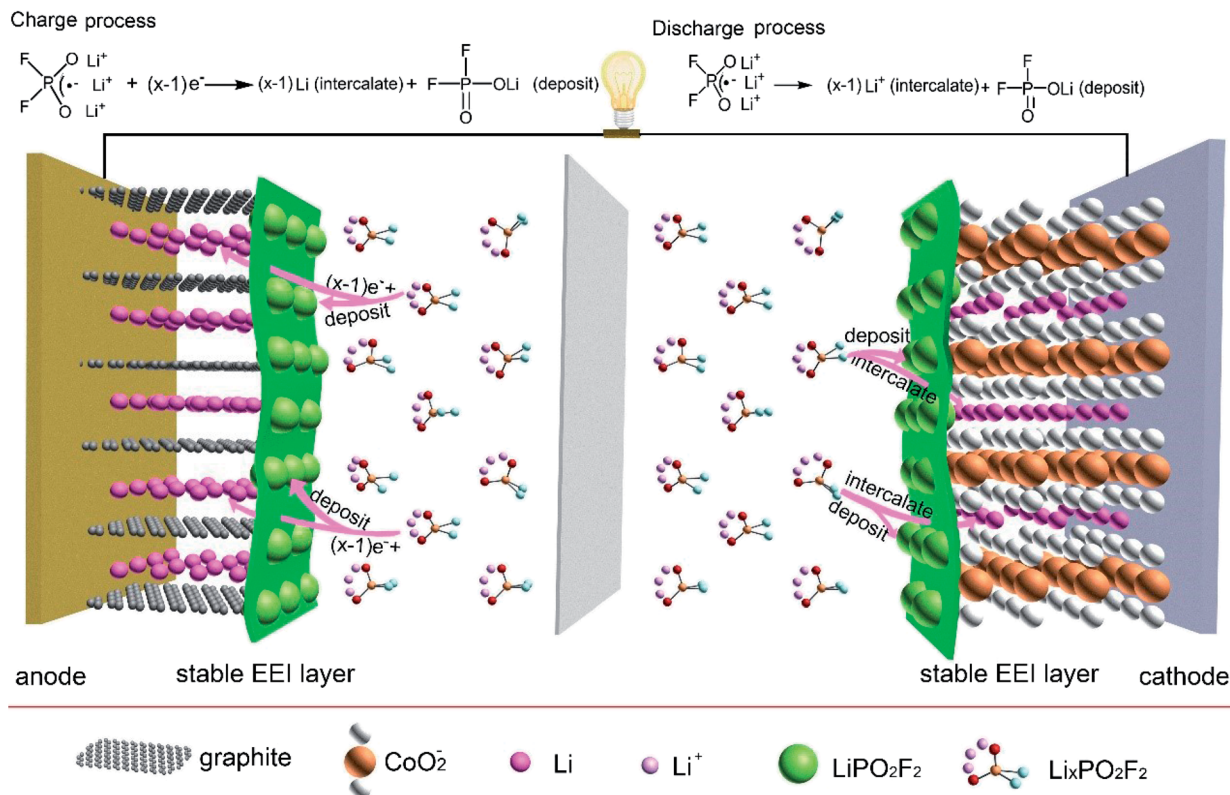 Charge process
Discharge process
F
P
F
O Li⁺
•- Li⁺
O Li⁺
+ (x-1)e⁻ → (x-1)Li (intercalate) + F
F—P—OLi (deposit)
O
F
P
F
O Li⁺
•- Li⁺
O Li⁺
→ (x-1) Li⁺ (intercalate) + F
F—P—OLi (deposit)
O
(x-1)e⁻+
deposit
deposit
(x-1)e⁻+
deposit
intercalate
intercalate
deposit
anode
stable EEI layer
stable EEI layer
cathode
graphite
CoO₂⁻
Li
Li⁺
LiPO₂F₂
LiₓPO₂F₂